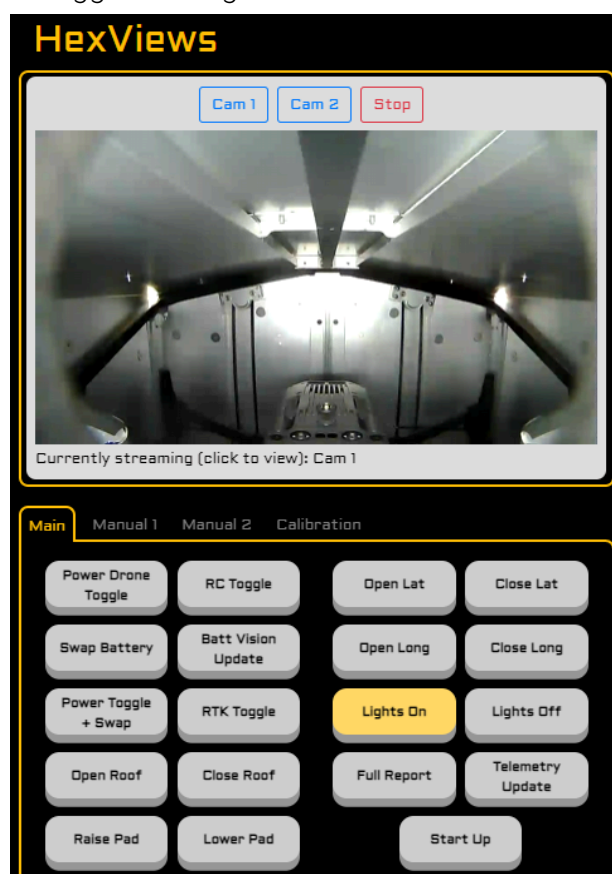 HexViews
Cam 1 Cam 2 Stop
Currently streaming (click to view): Cam 1
Main Manual 1 Manual 2 Calibration
Power Drone
Toggle
RC Toggle
Open Lat
Close Lat
Swap Battery
Batt Vision
Update
Open Long
Close Long
Power Toggle
+ Swap
RTK Toggle
Lights On
Lights Off
Open Roof
Close Roof
Full Report
Telemetry
Update
Raise Pad
Lower Pad
Start Up